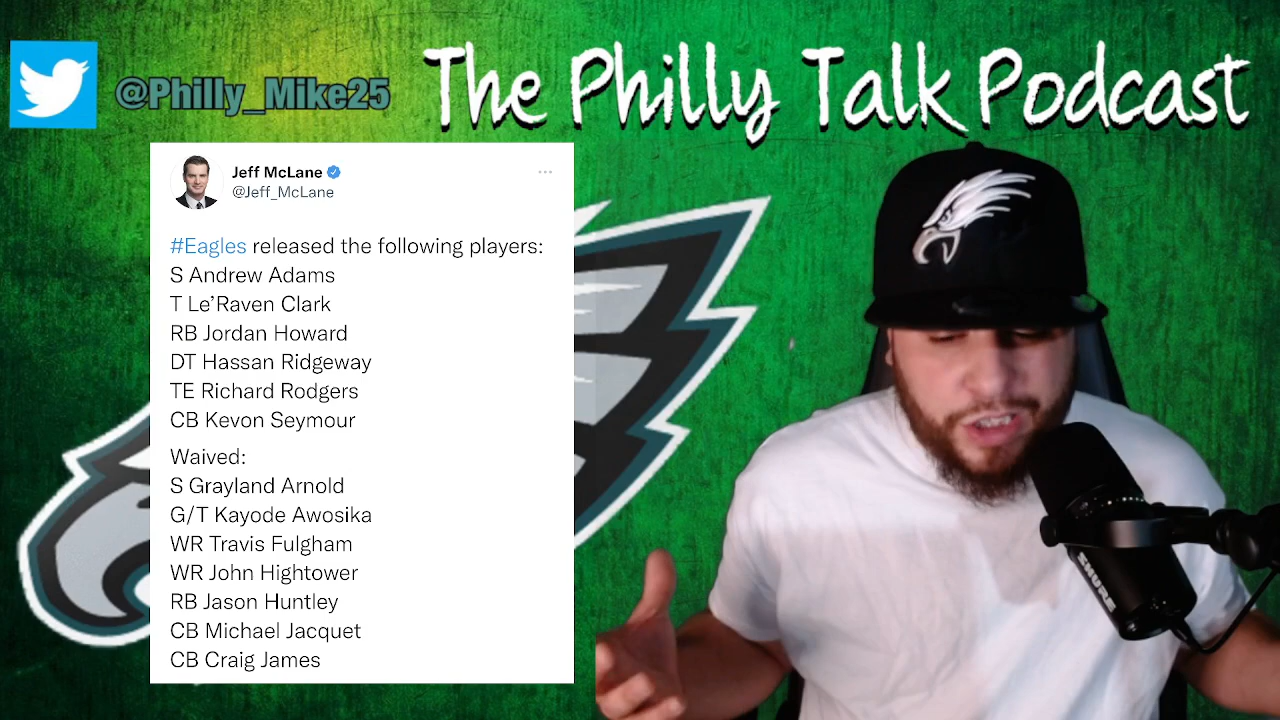 @Philly_Mike25
The Philly Talk Podcast
Jeff McLane
@Jeff_McLane
#Eagles released the following players:
S Andrew Adams
T Le’Raven Clark
RB Jordan Howard
DT Hassan Ridgeway
TE Richard Rodgers
CB Kevon Seymour
Waived:
S Grayland Arnold
G/T Kayode Awosika
WR Travis Fulgham
WR John Hightower
RB Jason Huntley
CB Michael Jacquet
CB Craig James
SHURE